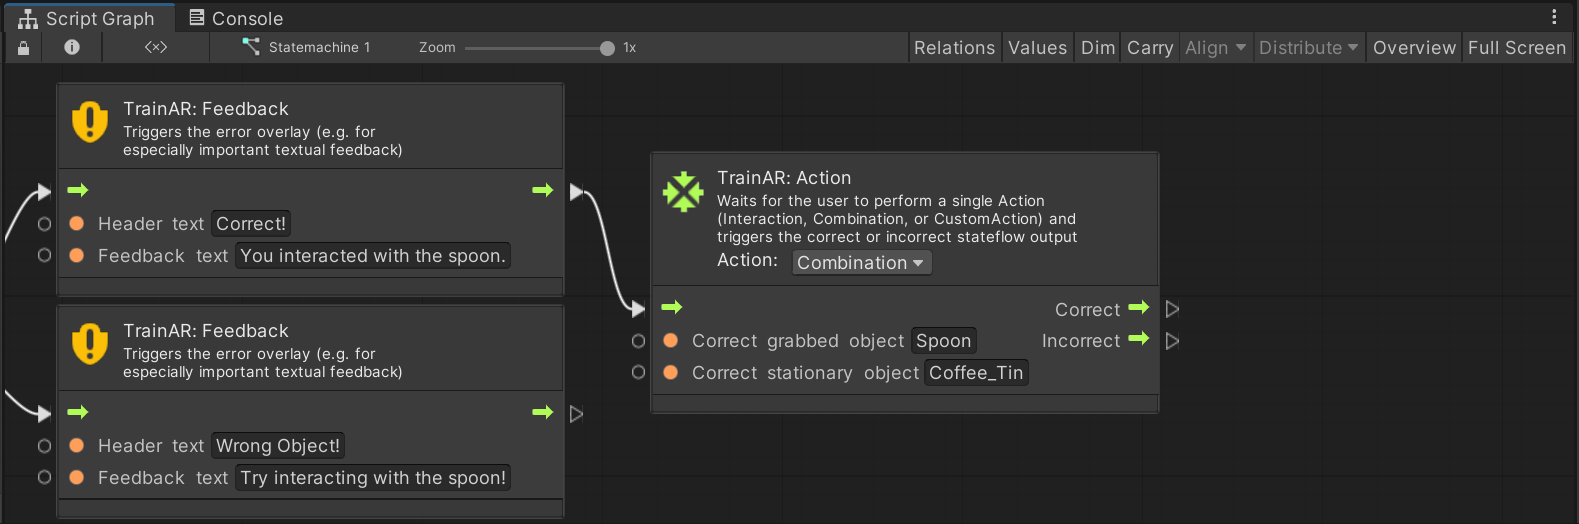 Script Graph
Console
<×>
Statemachine 1
Zoom
1x
Relations
Values
Dim
Carry
Align
Distribute
Overview
Full Screen
TrainAR: Feedback
Triggers the error overlay (e.g. for
especially important textual feedback)
Header text Correct!
Feedback text You interacted with the spoon.
TrainAR: Feedback
Triggers the error overlay (e.g. for
especially important textual feedback)
Header text Wrong Object!
Feedback text Try interacting with the spoon!
TrainAR: Action
Waits for the user to perform a single Action
(Interaction, Combination, or CustomAction) and
triggers the correct or incorrect stateflow output
Action: Combination
Correct
Correct grabbed object Spoon
Incorrect
Correct stationary object Coffee_Tin